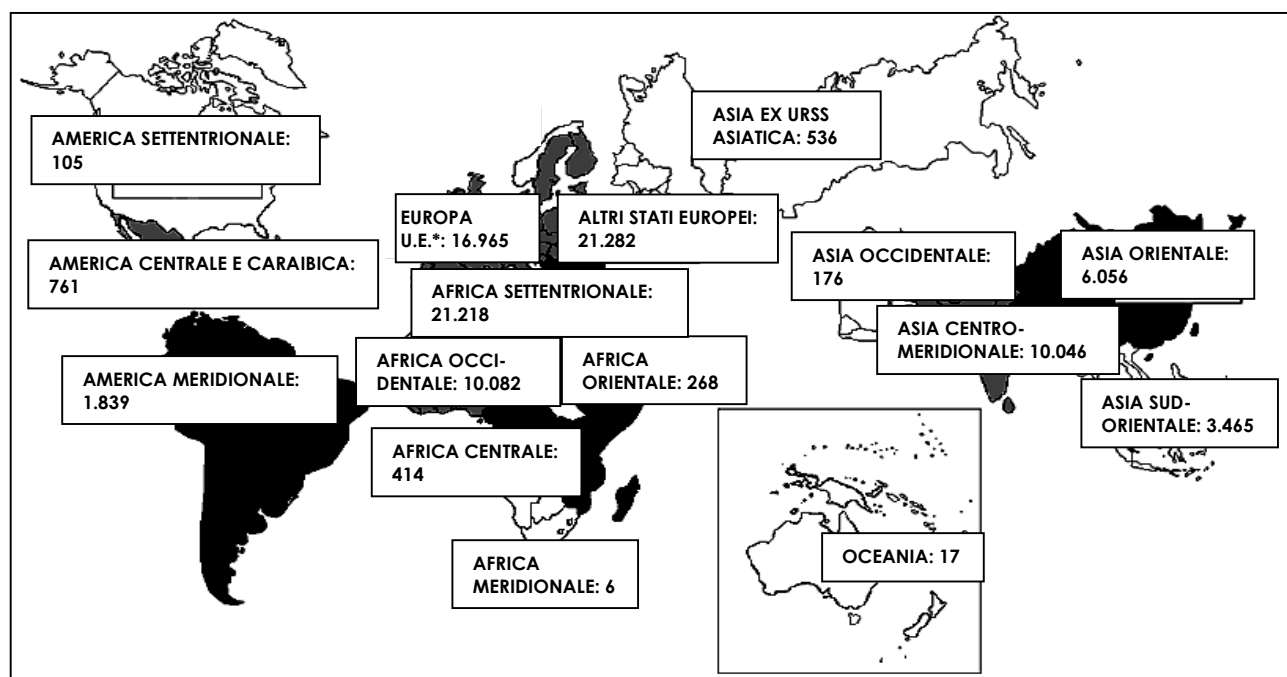 AMERICA SETTENTRIONALE:
105
ASIA EX URSS
ASIATICA: 536
EUROPA
U.E.*: 16.965
ALTRI STATI EUROPEI:
21.282
AMERICA CENTRALE E CARAIBICA:
761
ASIA OCCIDENTALE:
176
ASIA ORIENTALE:
6.056
AFRICA SETTENTRIONALE:
21.218
ASIA CENTRO-
MERIDIONALE: 10.046
AMERICA MERIDIONALE:
1.839
AFRICA OCCI-
DENTALE: 10.082
AFRICA
ORIENTALE: 268
ASIA SUD-
ORIENTALE: 3.465
AFRICA CENTRALE:
414
OCEANIA: 17
AFRICA
MERIDIONALE: 6